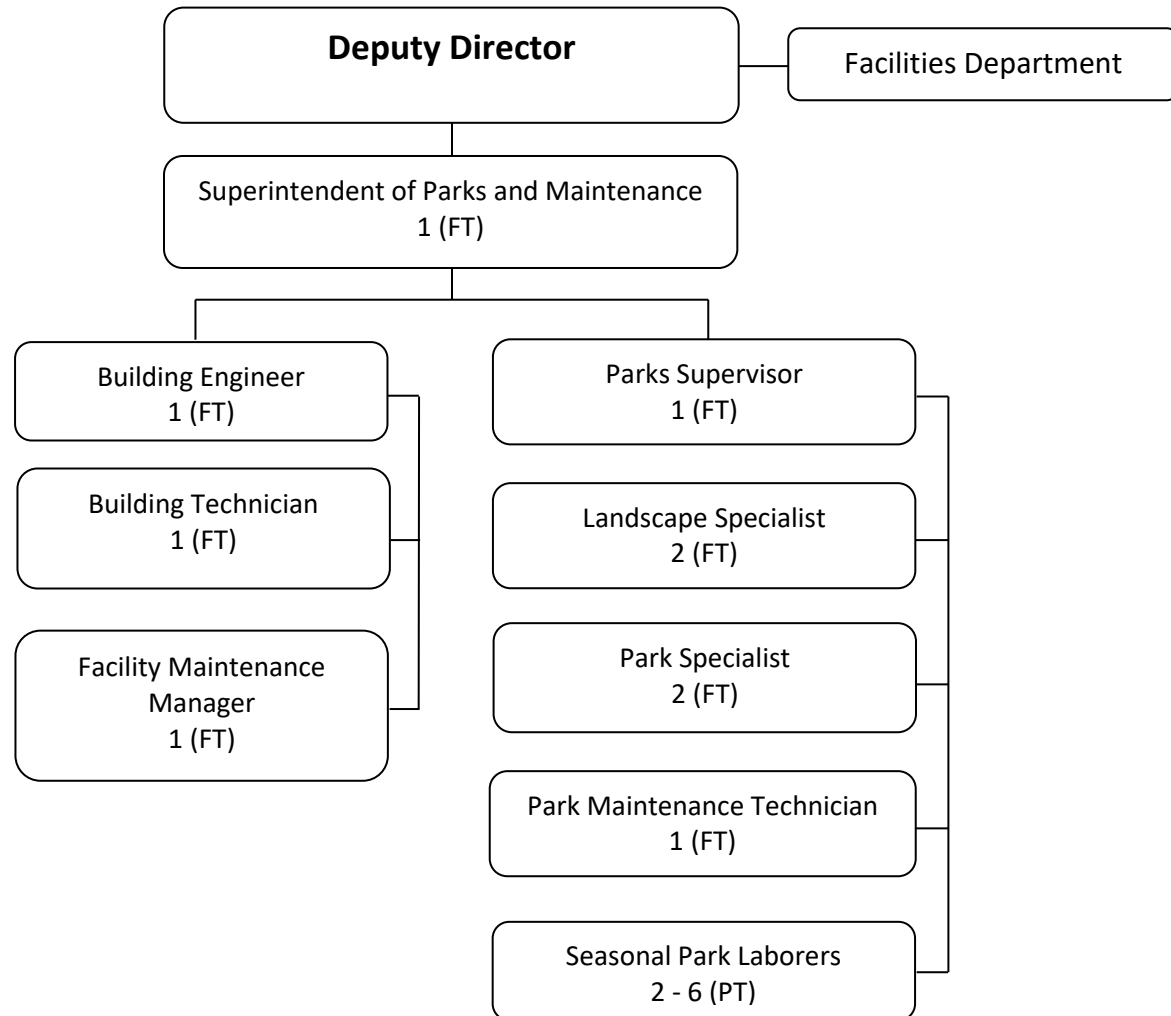 Deputy Director
Facilities Department
Superintendent of Parks and Maintenance
1 (FT)
Building Engineer
1 (FT)
Building Technician
1 (FT)
Facility Maintenance
Manager
1 (FT)
Parks Supervisor
1 (FT)
Landscape Specialist
2 (FT)
Park Specialist
2 (FT)
Park Maintenance Technician
1 (FT)
Seasonal Park Laborers
2 - 6 (PT)